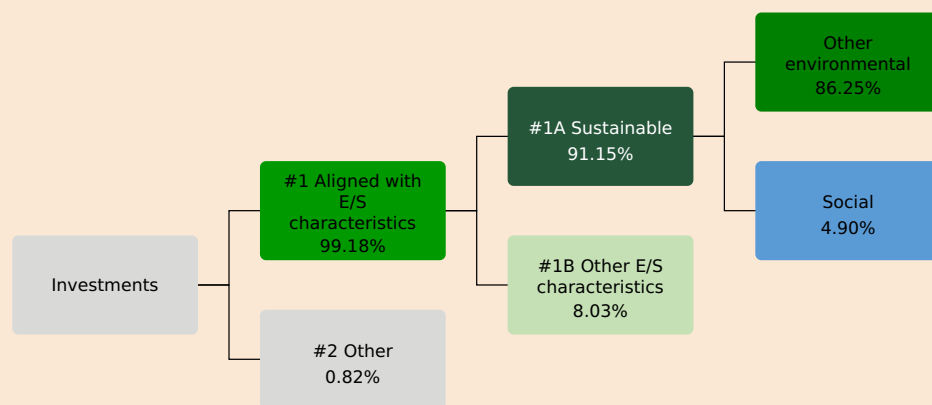 Investments
#1 Aligned with
E/S
characteristics
99.18%
#2 Other
0.82%
#1A Sustainable
91.15%
#1B Other E/S
characteristics
8.03%
Other
environmental
86.25%
Social
4.90%